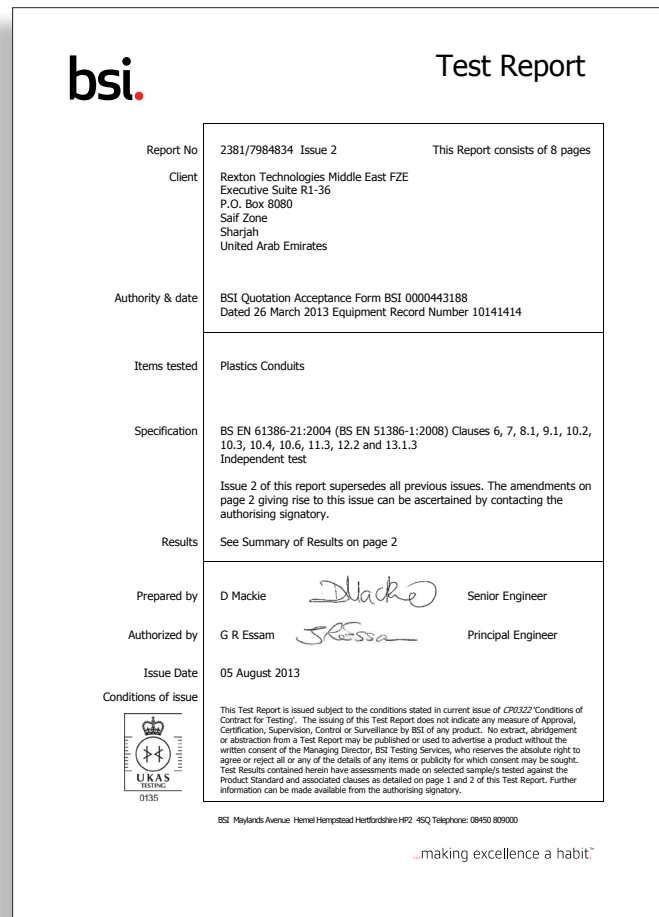 bsi.
Test Report
Report No
2381/7984834 Issue 2
This Report consists of 8 pages
Client
Rexton Technologies Middle East FZE
Executive Suite R1-36
P.O. Box 8080
Saif Zone
Sharjah
United Arab Emirates
Authority & date
BSI Quotation Acceptance Form BSI 0000443188
Dated 26 March 2013 Equipment Record Number 10141414
Items tested
Plastics Conduits
Specification
BS EN 61386-21:2004 (BS EN 51386-1:2008) Clauses 6, 7, 8.1, 9.1, 10.2,
10.3, 10.4, 10.6, 11.3, 12.2 and 13.1.3
Independent test
Issue 2 of this report supersedes all previous issues. The amendments on
page 2 giving rise to this issue can be ascertained by contacting the
authorising signatory.
Results
See Summary of Results on page 2
Prepared by
D Mackie
Senior Engineer
Authorized by
G R Essam
Principal Engineer
Issue Date
05 August 2013
Conditions of issue
This Test Report is issued subject to the conditions stated in current issue of CP0322 'Conditions of
Contract for Testing'. The issuing of this Test Report does not indicate any measure of Approval,
Certification, Supervision, Control or Surveillance by BSI of any product. No extract, abridgement
or abstraction from a Test Report may be published or used to advertise a product without the
written consent of the Managing Director, BSI Testing Services, who reserves the absolute right to
agree or reject all or any of the details of any items or publicity for which consent may be sought.
Test Results contained herein have assessments made on selected sample/s tested against the
Product Standard and associated clauses as detailed on page 1 and 2 of this Test Report. Further
information can be made available from the authorising signatory.
UKAS
TESTING
0135
BSI Maylands Avenue Hemel Hempstead Hertfordshire HP2 4SQ Telephone: 08450 809000
...making excellence a habit.™